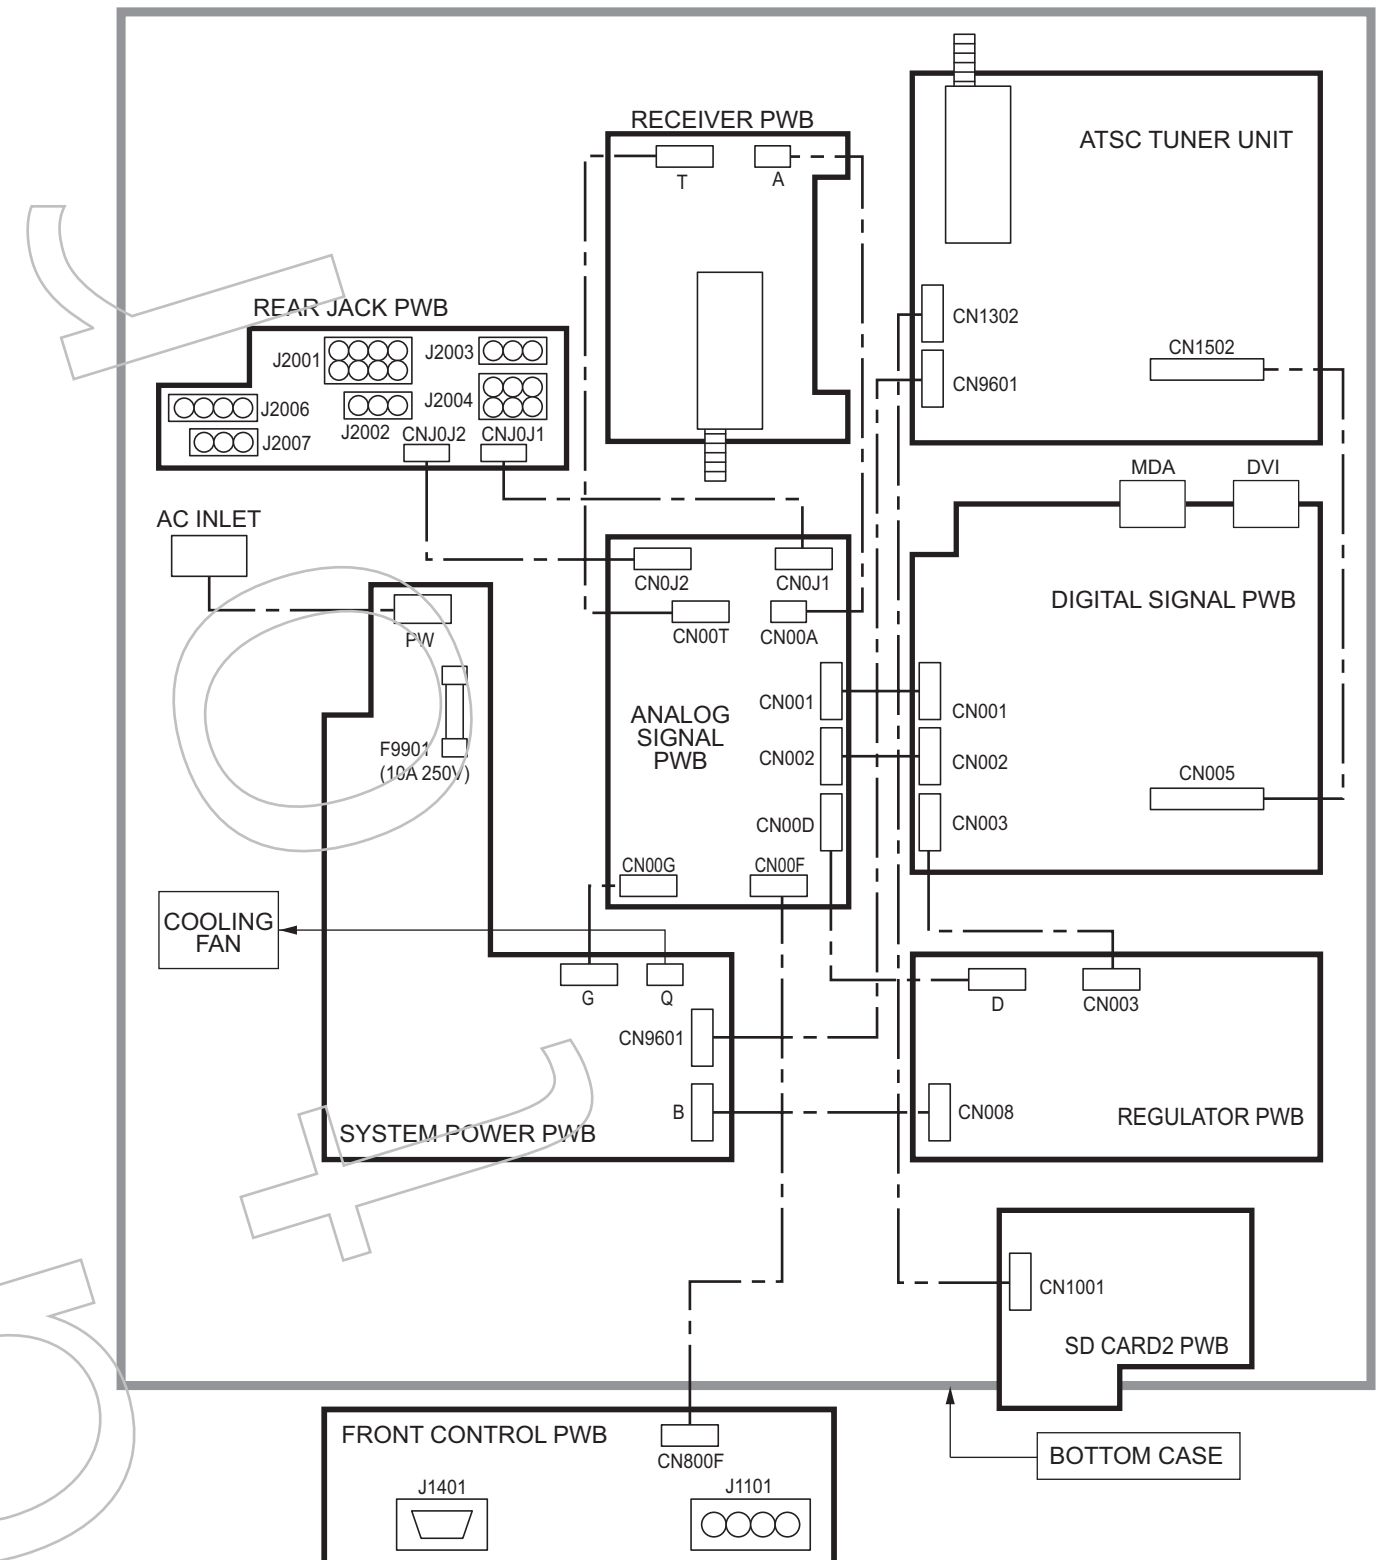 RECEIVER PWB
T
A
ATSC TUNER UNIT
CN1302
CN9601
CN1502
REAR JACK PWB
J2001
J2003
J2004
J2006
J2002
CNJ0J2
CNJ0J1
J2007
MDA
DVI
AC INLET
PW
F9901
(10A 250V)
CN0J2
CN0J1
CN00T
CN00A
ANALOG
SIGNAL
PWB
CN001
CN002
CN00D
CN00G
CN00F
DIGITAL SIGNAL PWB
CN001
CN002
CN003
CN005
COOLING
FAN
G
Q
CN9601
B
SYSTEM POWER PWB
D
CN003
CN008
REGULATOR PWB
CN1001
SD CARD2 PWB
BOTTOM CASE
FRONT CONTROL PWB
CN800F
J1401
J1101